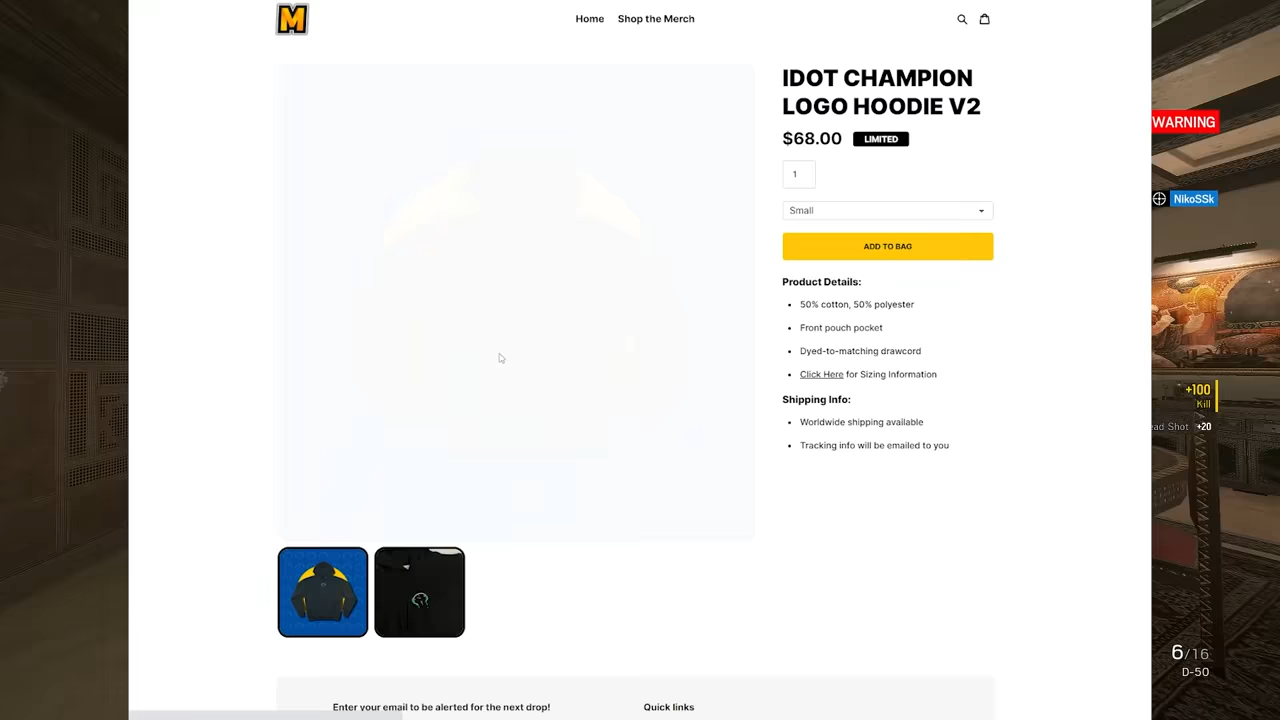 M
Home Shop the Merch
IDOT CHAMPION
LOGO HOODIE V2
$68.00 LIMITED
1
Small
ADD TO BAG
Product Details:
50% cotton, 50% polyester
Front pouch pocket
Dyed-to-matching drawcord
Click Here for Sizing Information
Shipping Info:
Worldwide shipping available
Tracking info will be emailed to you
Enter your email to be alerted for the next drop!
Quick links
WARNING
NikoSSk
+100
Kill
ead Shot +20
6/16
D-50